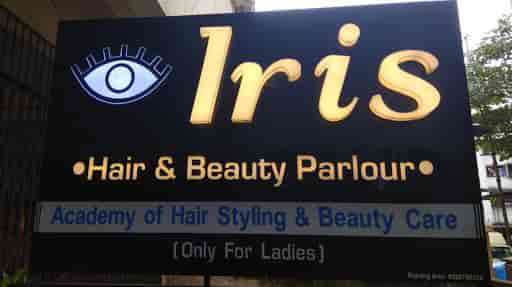 Iris
•Hair & Beauty Parlour•
Academy of Hair Styling & Beauty Care
(Only For Ladies)